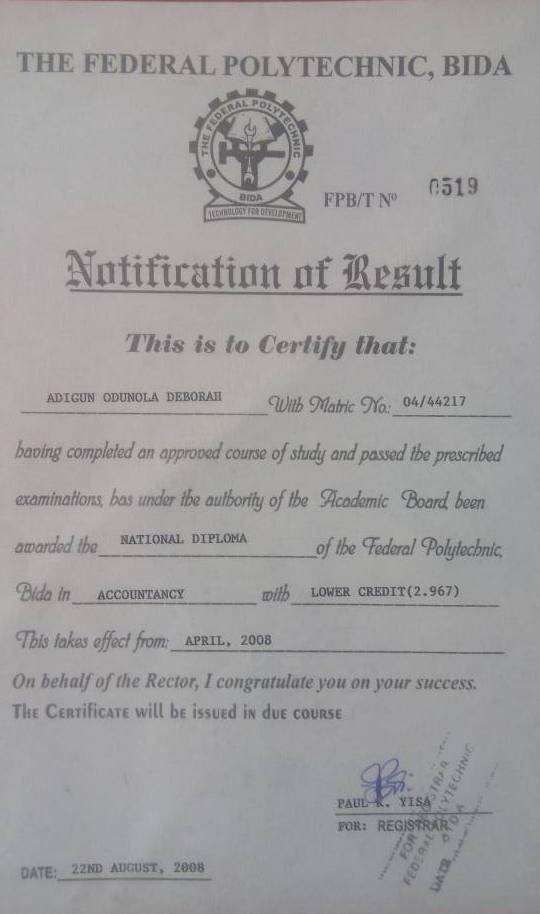 THE FEDERAL POLYTECHNIC, BIDA
THE FEDERAL POLYTECHNIC
BIDA
TECHNOLOGY FOR DEVELOPMENT
FPB/T Nº 0519
Notification of Result
This is to Certify that:
ADIGUN ODUNOLA DEBORAH With Matric No.: 04/44217
having completed an approved course of study and passed the prescribed
examinations, has under the authority of the Academic Board, been
awarded the NATIONAL DIPLOMA of the Federal Polytechnic,
Bida in ACCOUNTANCY with LOWER CREDIT(2.967)
This takes effect from: APRIL, 2008
On behalf of the Rector, I congratulate you on your success.
The Certificate will be issued in due course
PAUL K. YISA
FOR: REGISTRAR
FOR REGISTRAR
FEDERAL POLYTECHNIC
BIDA
DATE
DATE: 22ND AUGUST, 2008